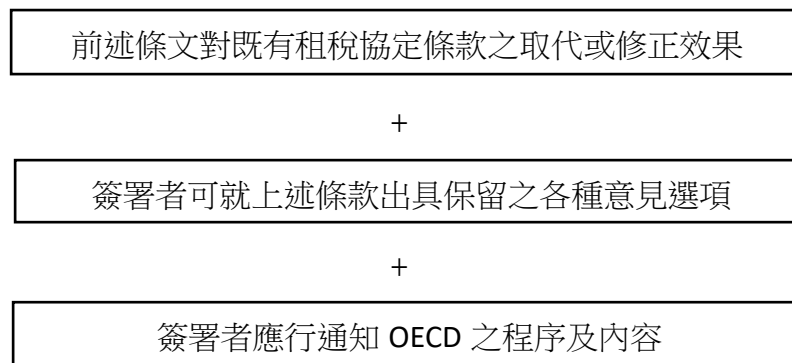 前述條文對既有租稅協定條款之取代或修正效果
+
簽署者可就上述條款出具保留之各種意見選項
+
簽署者應行通知 OECD 之程序及內容